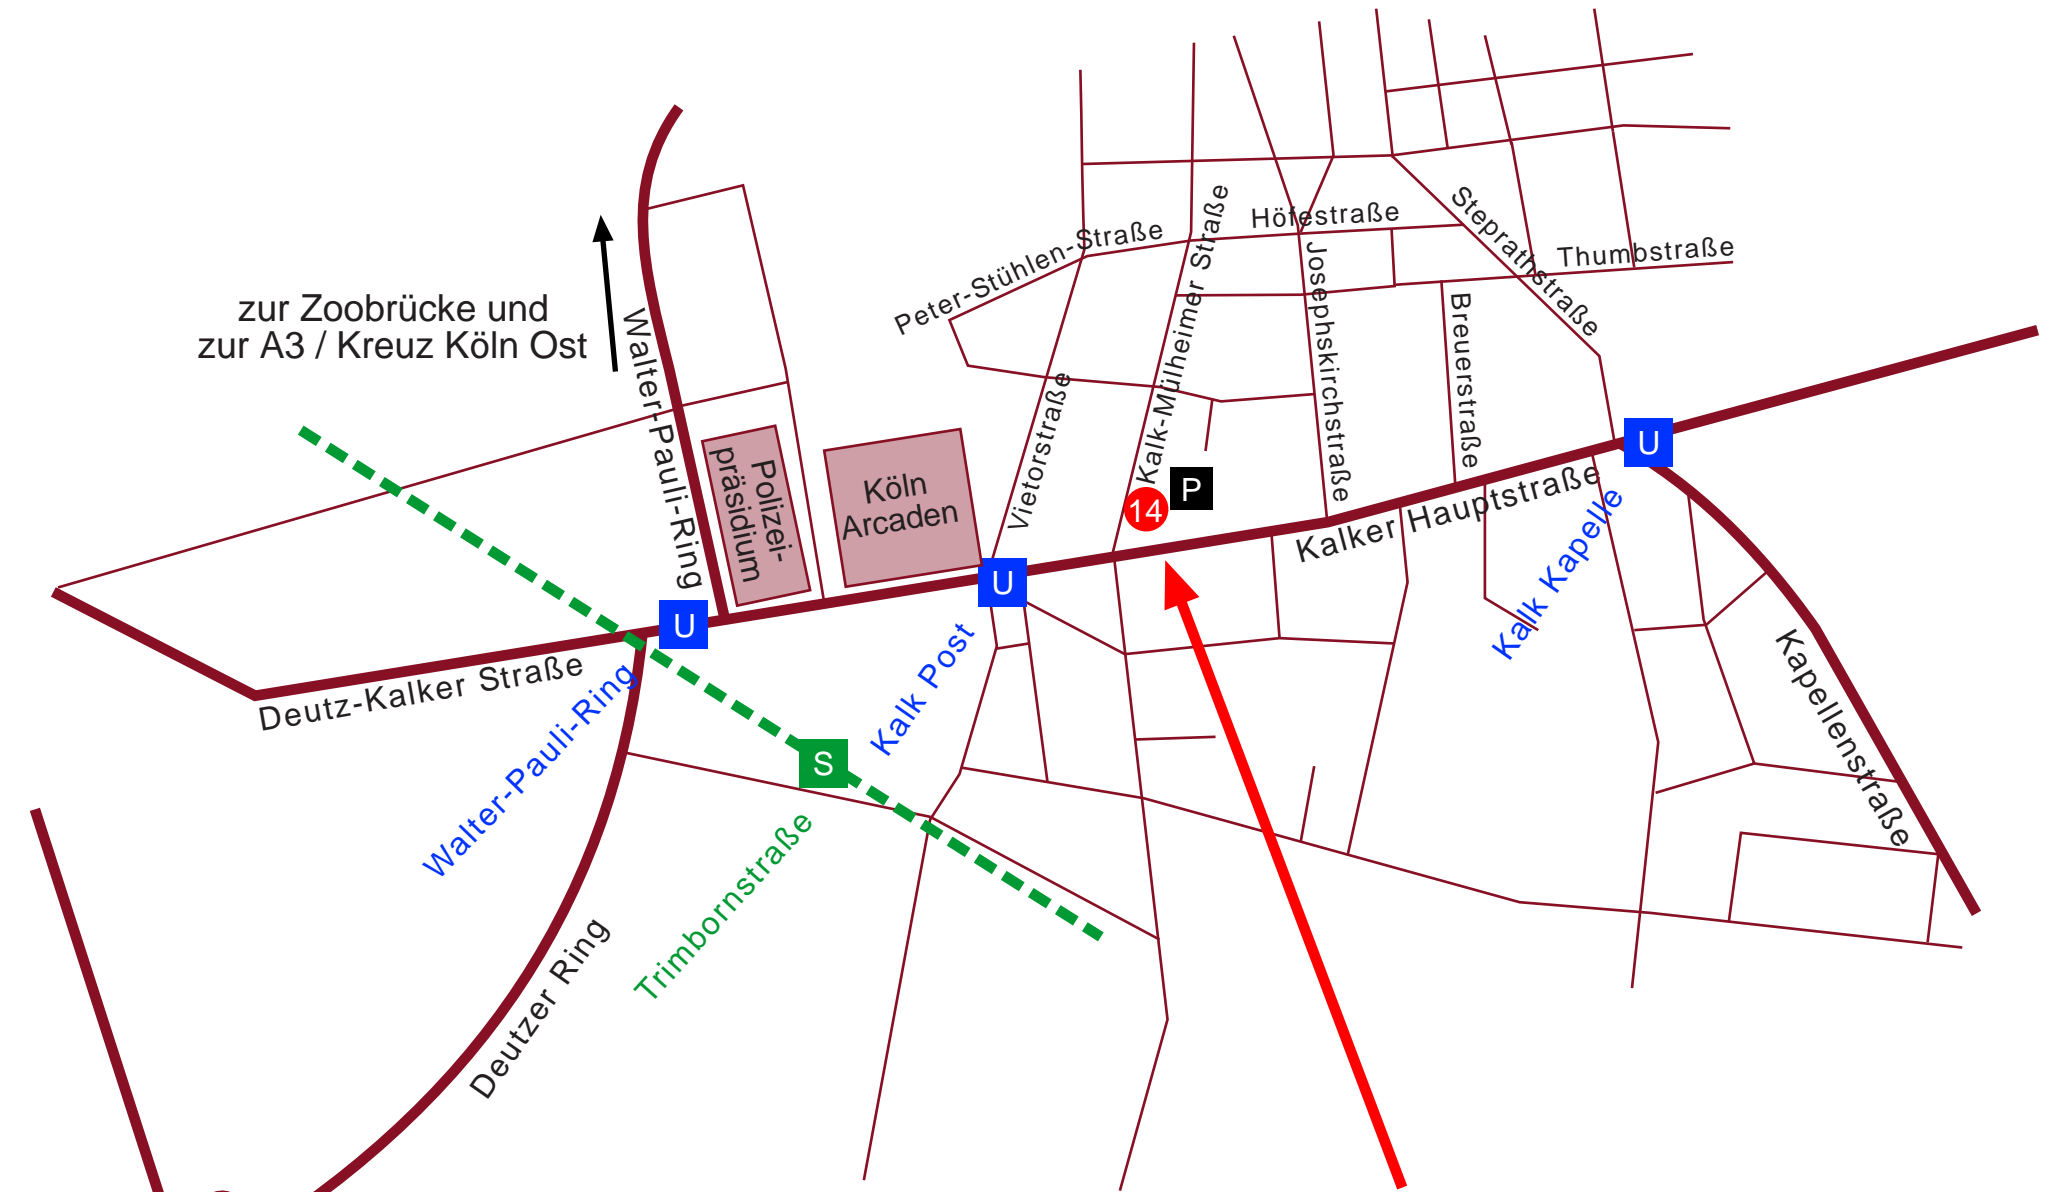 Stepräthstraße
Höfestraße
Peter-Stühlen-Straße
Thumbstraße
Kalk-Mülheimer Straße
Josephskirchstraße
Breuerstraße
zur Zoobrücke und
zur A3 / Kreuz Köln Ost
Walter-Pauli-Ring
Vietorstraße
Polizei-
präsidium
Köln
Arcaden
14
P
U
Kalker Hauptstraße
U
U
Kalk Kapelle
Deutz-Kalker Straße
Walter-Pauli-Ring
Kalk Post
S
Kapellenstraße
Trimbornstraße
Deutzer Ring